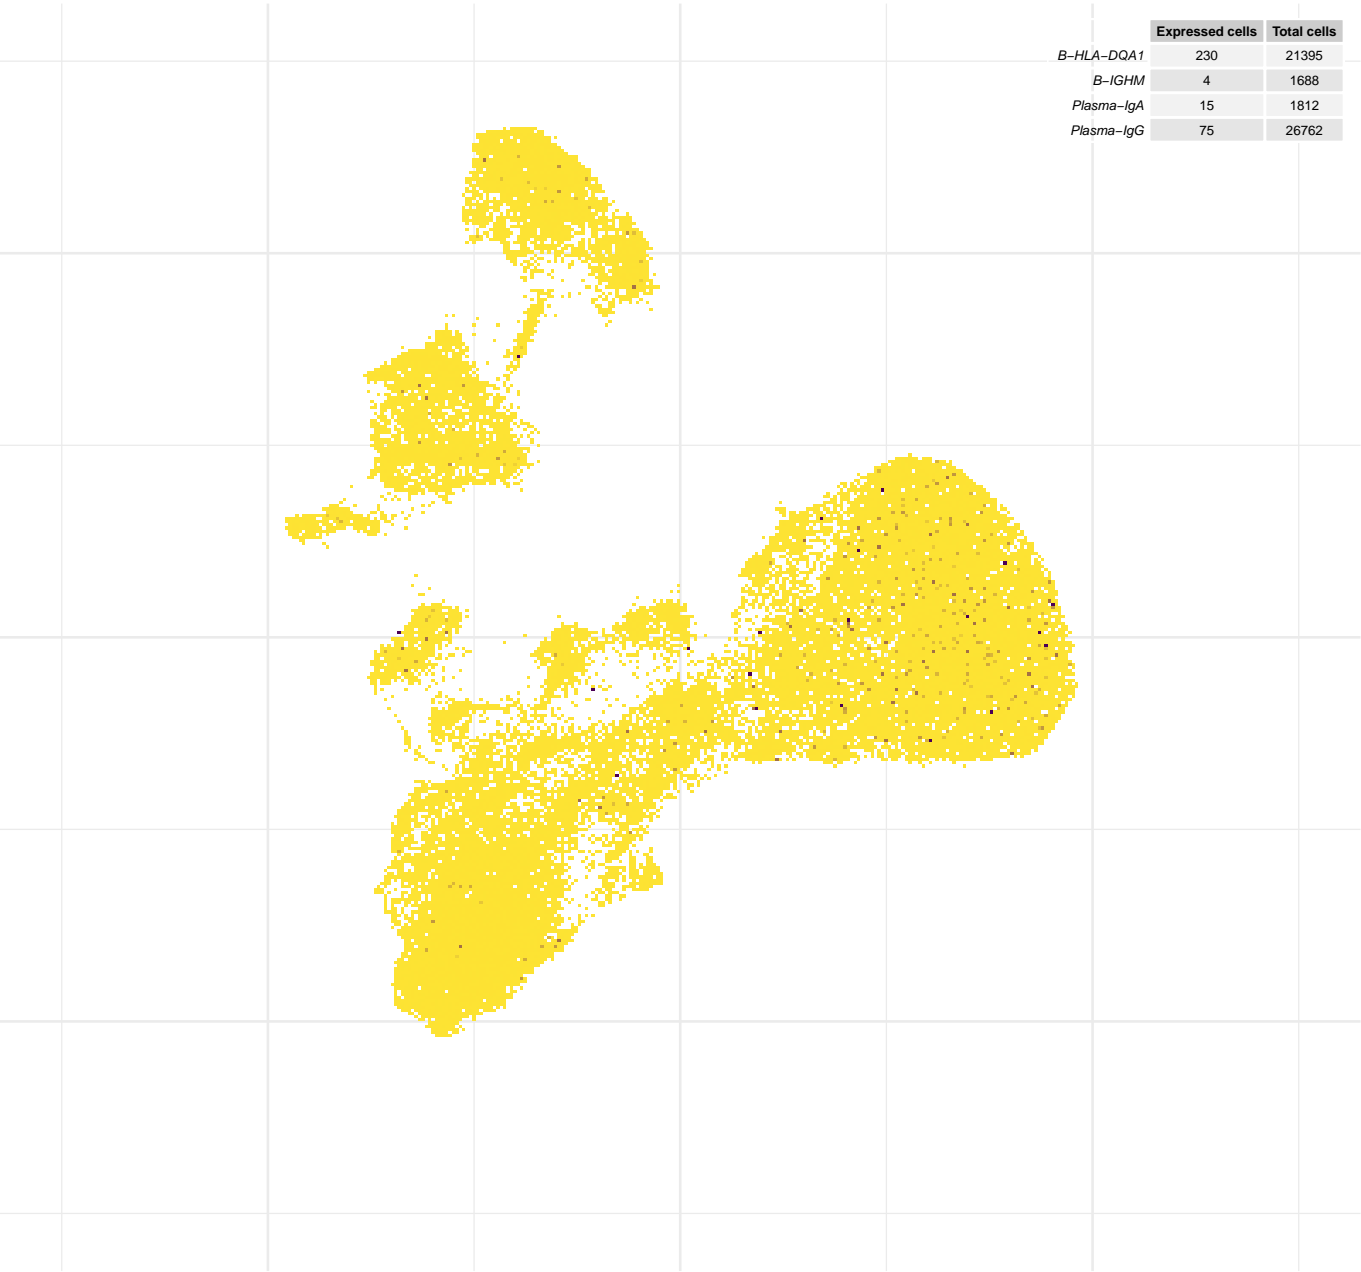 Expressed cells Total cells
B−HLA−DQA1 230 21395
B−IGHM 4 1688
Plasma−IgA 15 1812
Plasma−IgG 75 26762